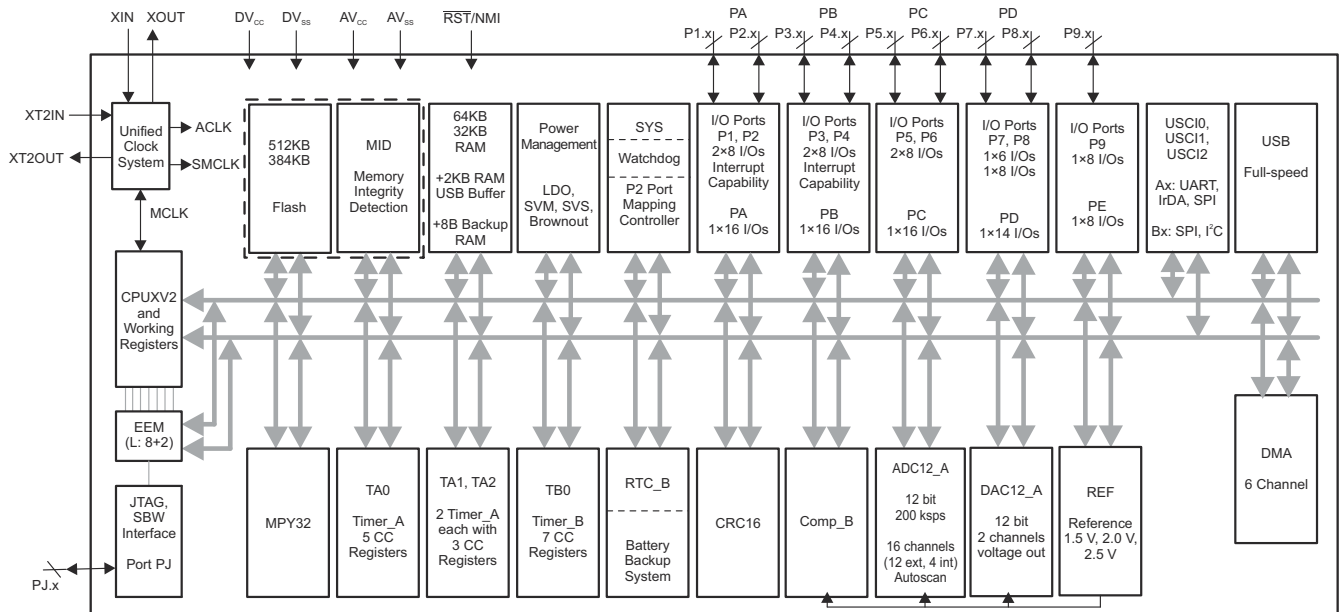 XIN XOUT DVCC DVSS AVCC AVSS RST/NMI PA PB PC PD
P1.x P2.x P3.x P4.x P5.x P6.x P7.x P8.x P9.x
XT2IN
XT2OUT
Unified
Clock
System
ACLK
SMCLK
MCLK
512KB
384KB
Flash
MID
Memory
Integrity
Detection
64KB
32KB
RAM
+2KB RAM
USB Buffer
+8B Backup
RAM
Power
Management
LDO,
SVM, SVS,
Brownout
SYS
Watchdog
P2 Port
Mapping
Controller
I/O Ports
P1, P2
2×8 I/Os
Interrupt
Capability
PA
1×16 I/Os
I/O Ports
P3, P4
2×8 I/Os
Interrupt
Capability
PB
1×16 I/Os
I/O Ports
P5, P6
2×8 I/Os
PC
1×16 I/Os
I/O Ports
P7, P8
1×6 I/Os
1×8 I/Os
PD
1×14 I/Os
I/O Ports
P9
1×8 I/Os
PE
1×8 I/Os
USCI0,
USCI1,
USCI2
Ax: UART,
IrDA, SPI
Bx: SPI, I²C
USB
Full-speed
CPUXV2
and
Working
Registers
EEM
(L: 8+2)
JTAG,
SBW
Interface
Port PJ
PJ.x
MPY32
TA0
Timer_A
5 CC
Registers
TA1, TA2
2 Timer_A
each with
3 CC
Registers
TB0
Timer_B
7 CC
Registers
RTC_B
Battery
Backup
System
CRC16
Comp_B
ADC12_A
12 bit
200 ksps
16 channels
(12 ext, 4 int)
Autoscan
DAC12_A
12 bit
2 channels
voltage out
REF
Reference
1.5 V, 2.0 V,
2.5 V
DMA
6 Channel